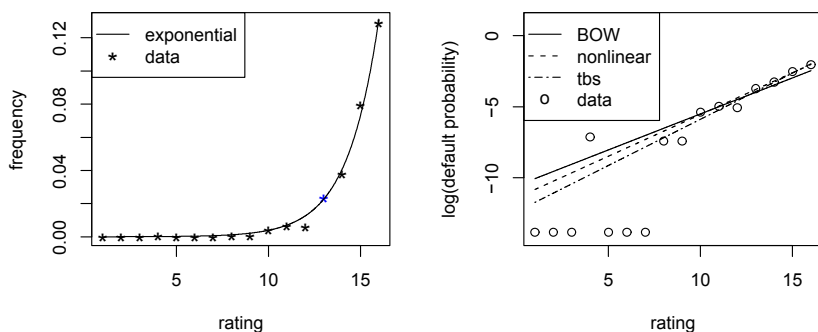 exponential
data
0.12
0.08
0.04
0.00
frequency
5
10
15
rating
BOW
nonlinear
tbs
data
0
−5
−10
log(default probability)
5
10
15
rating